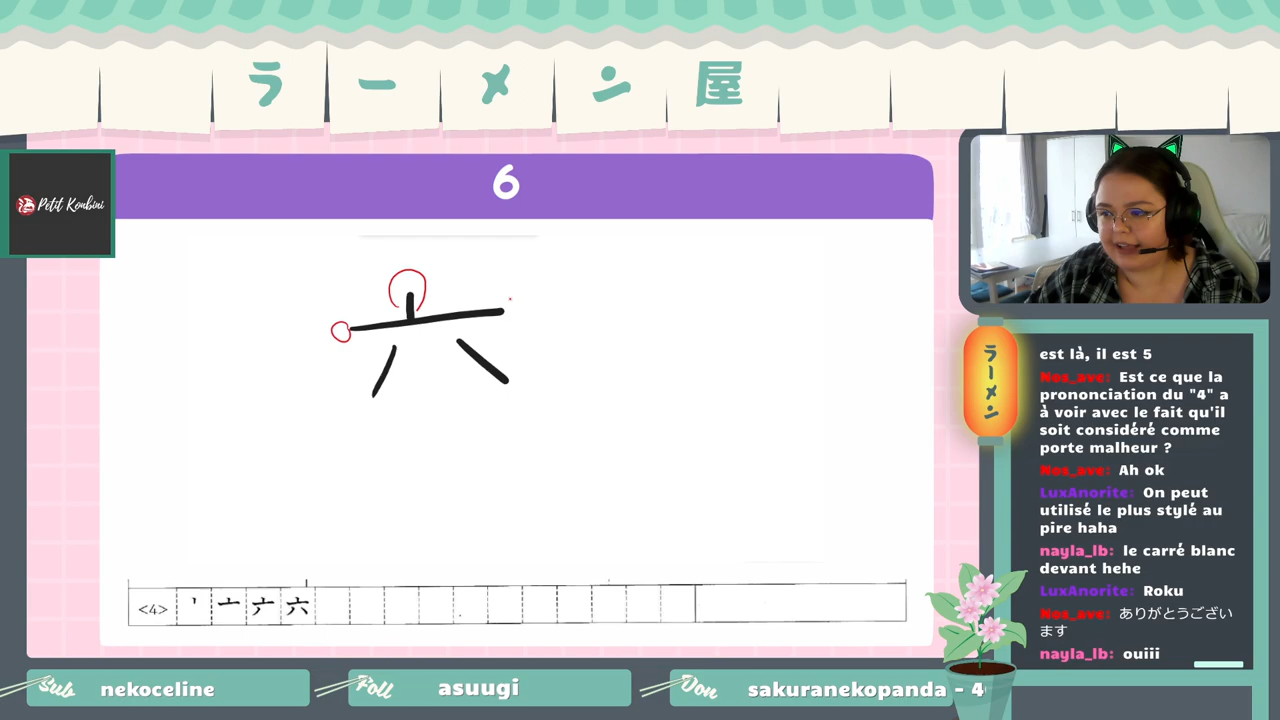 ラーメン屋
Petit Konbini
6
六
<4> 丶 亠 六 六
ラーメン
est là, il est 5
Nos_ave: Est ce que la
prononciation du "4" a
à voir avec le fait qu'il
soit considéré comme
porte malheur ?
Nos_ave: Ah ok
LuxAnorite: On peut
utilisé le plus stylé au
pire haha
nayla_lb: le carré blanc
devant hehe
LuxAnorite: Roku
Nos_ave: ありがとうござい
ます
nayla_lb: ouiii
Sub nekoceline
Foll asuugi
Don sakuranekopanda - 4